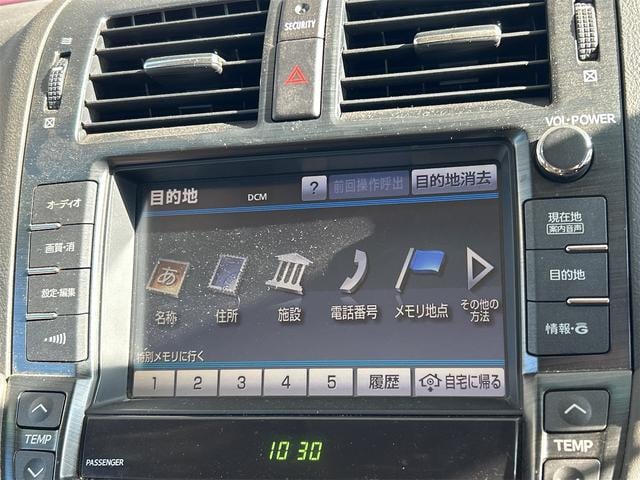 SECURITY
VOL・POWER
オーディオ
画質・消
設定・編集
目的地
DCM
?
前回操作呼出
目的地消去
あ
名称
住所
施設
電話番号
メモリ地点
その他の
方法
特別メモリに行く
1 2 3 4 5 履歴 自宅に帰る
現在地
案内音声
目的地
情報・G
TEMP
PASSENGER
10 30
TEMP